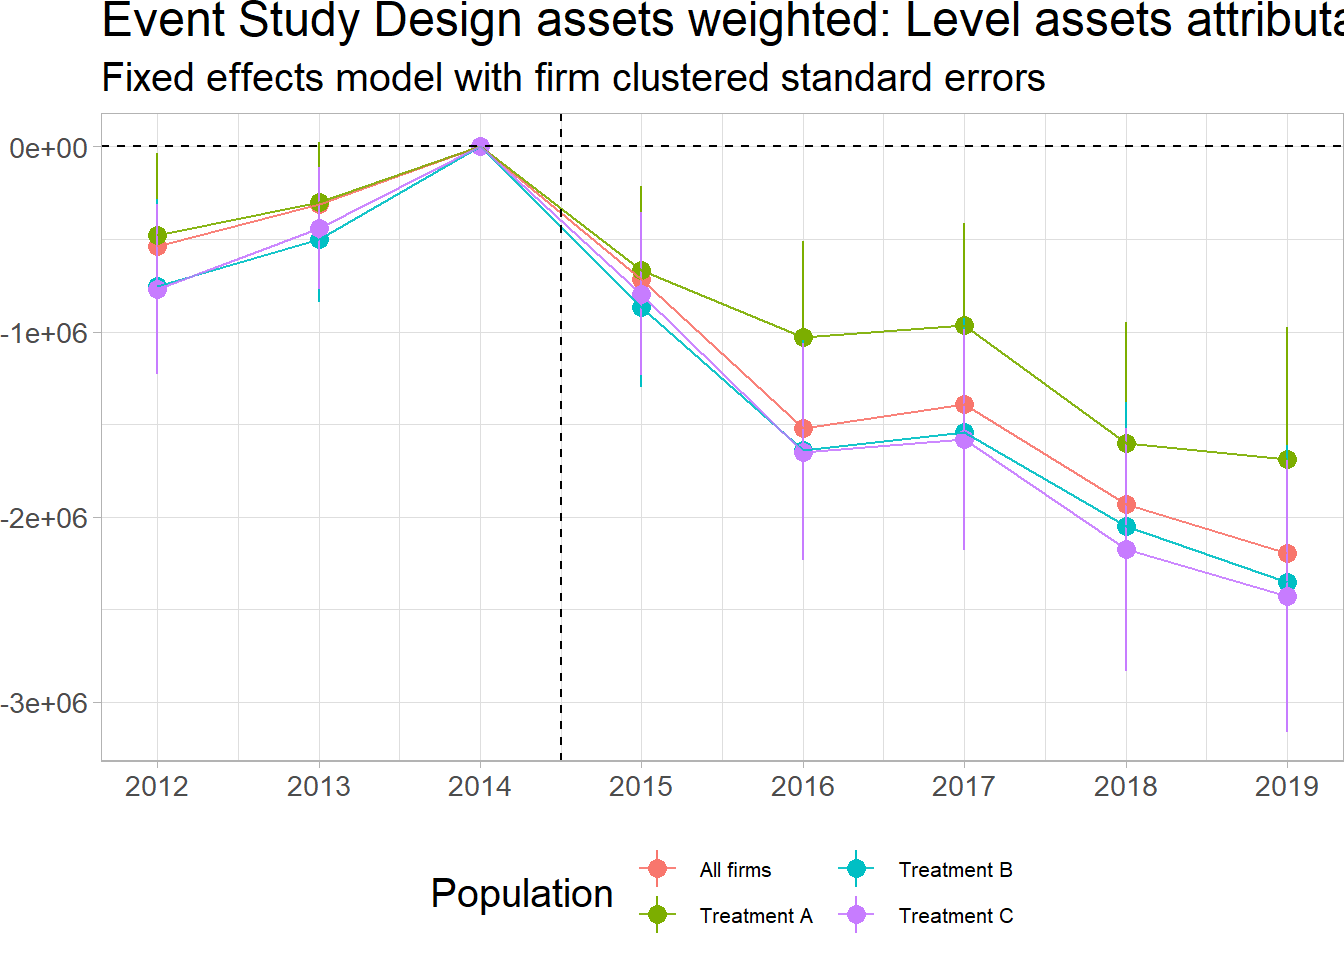 Event Study Design assets weighted: Level assets
Fixed effects model with firm clustered standard errors
0e+00
-1e+06
-2e+06
-3e+06
2012 2013 2014 2015 2016 2017 2018 2019
Population
All firms
Treatment B
Treatment A
Treatment C